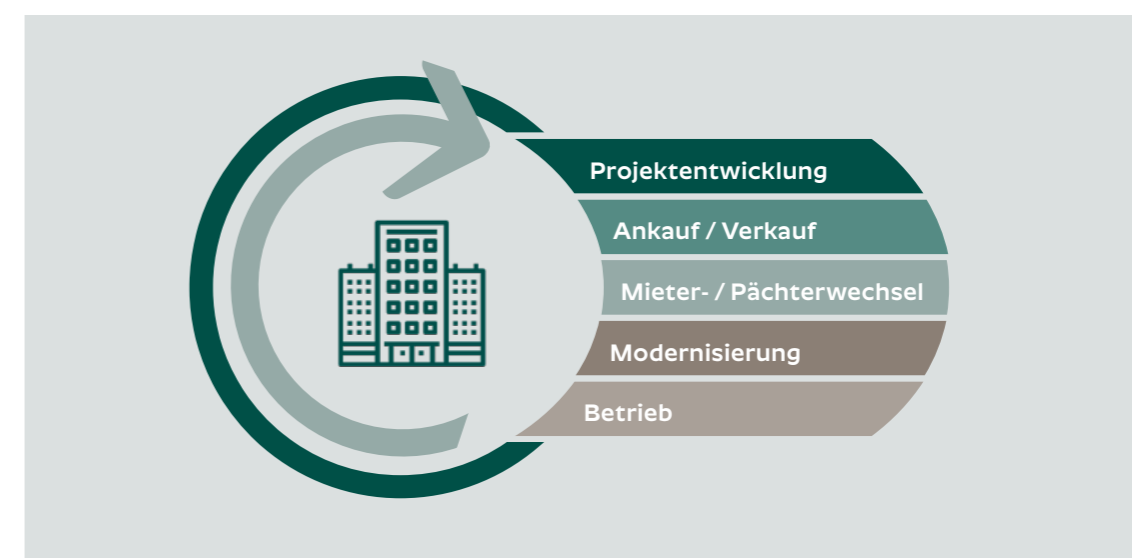 Projektentwicklung
Ankauf / Verkauf
Mieter- / Pächterwechsel
Modernisierung
Betrieb